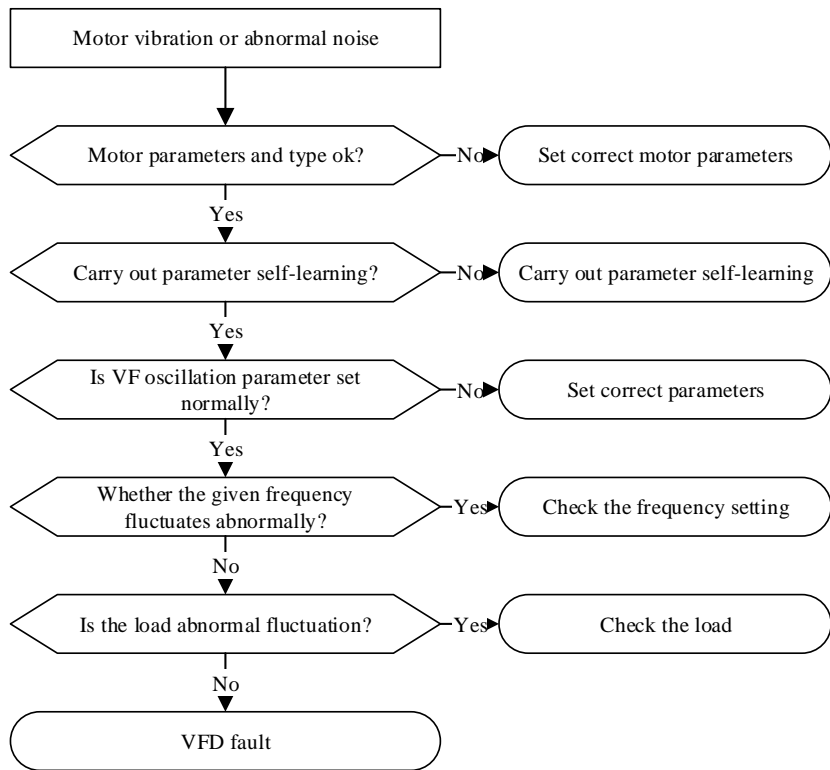 Motor vibration or abnormal noise
Motor parameters and type ok?
No
Set correct motor parameters
Yes
Carry out parameter self-learning?
No
Carry out parameter self-learning
Yes
Is VF oscillation parameter set
normally?
No
Set correct parameters
Yes
Whether the given frequency
fluctuates abnormally?
Yes
Check the frequency setting
No
Is the load abnormal fluctuation?
Yes
Check the load
No
VFD fault